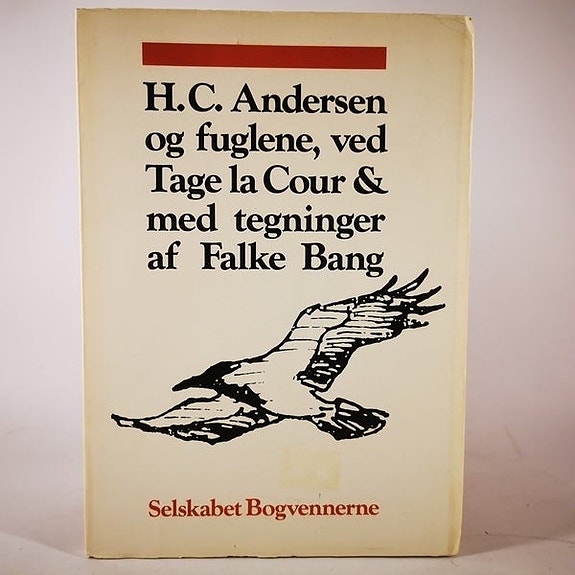 H.C. Andersen
og fuglene, ved
Tage la Cour &
med tegninger
af Falke Bang
Selskabet Bogvennerne